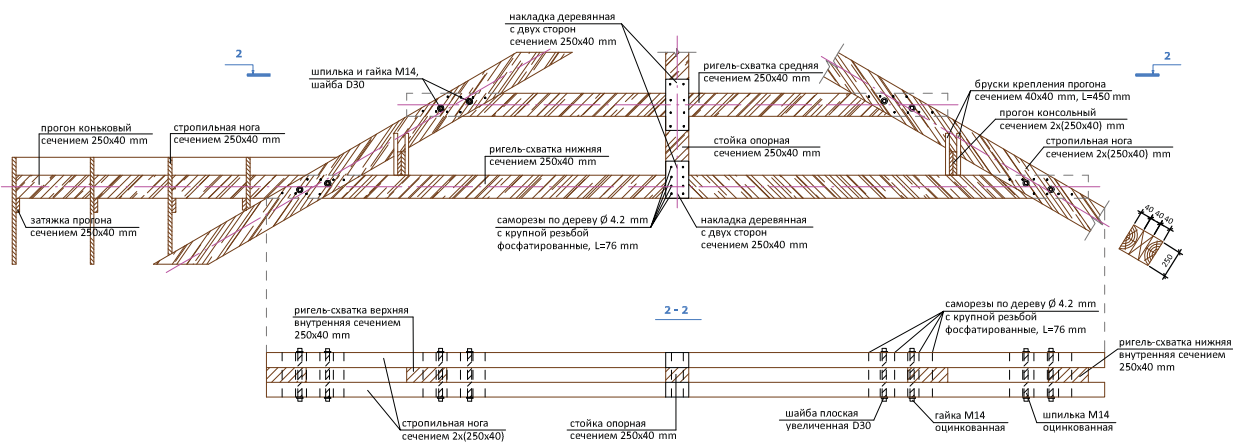 накладка деревянная
с двух сторон
сечением 250х40 mm
2
2
шпилька и гайка М14,
шайба D30
ригель-схватка средняя
сечением 250х40 mm
бруски крепления прогона
сечением 40х40 mm, L=450 mm
прогон консольный
сечением 2х(250х40) mm
прогон коньковый
сечением 250х40 mm
стропильная нога
сечением 250х40 mm
ригель-схватка нижняя
сечением 250х40 mm
стойка опорная
сечением 250х40 mm
стропильная нога
сечением 2х(250х40) mm
затяжка прогона
сечением 250х40 mm
саморезы по дереву Ø 4.2 mm
с крупной резьбой
фосфатированные, L=76 mm
накладка деревянная
с двух сторон
сечением 250х40 mm
40
40
40
250
2 - 2
ригель-схватка верхняя
внутренняя сечением
250х40 mm
саморезы по дереву Ø 4.2 mm
с крупной резьбой
фосфатированные, L=76 mm
ригель-схватка нижняя
внутренняя сечением
250х40 mm
стропильная нога
сечением 2х(250х40)
стойка опорная
сечением 250х40 mm
шайба плоская
увеличенная D30
гайка М14
оцинкованная
шпилька М14
оцинкованная